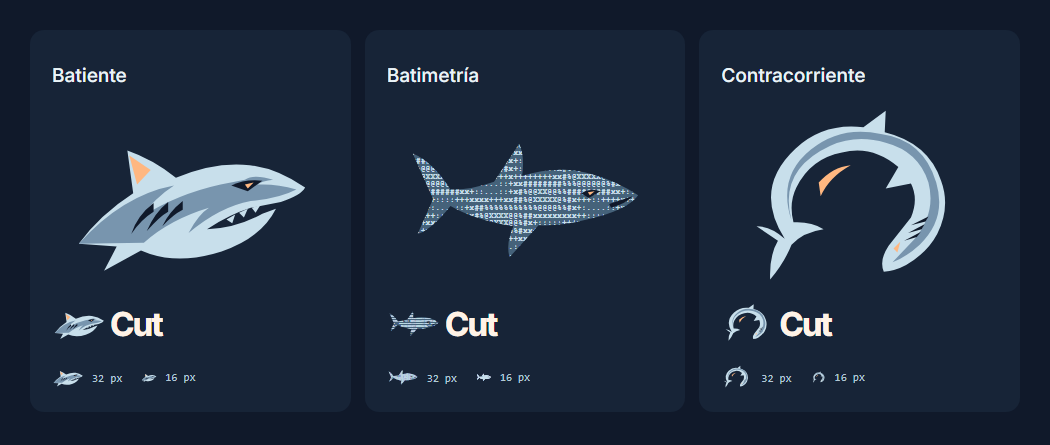 Batiente
Cut
32 px
16 px
Batimetría
Cut
32 px
16 px
Contracorriente
Cut
32 px
16 px